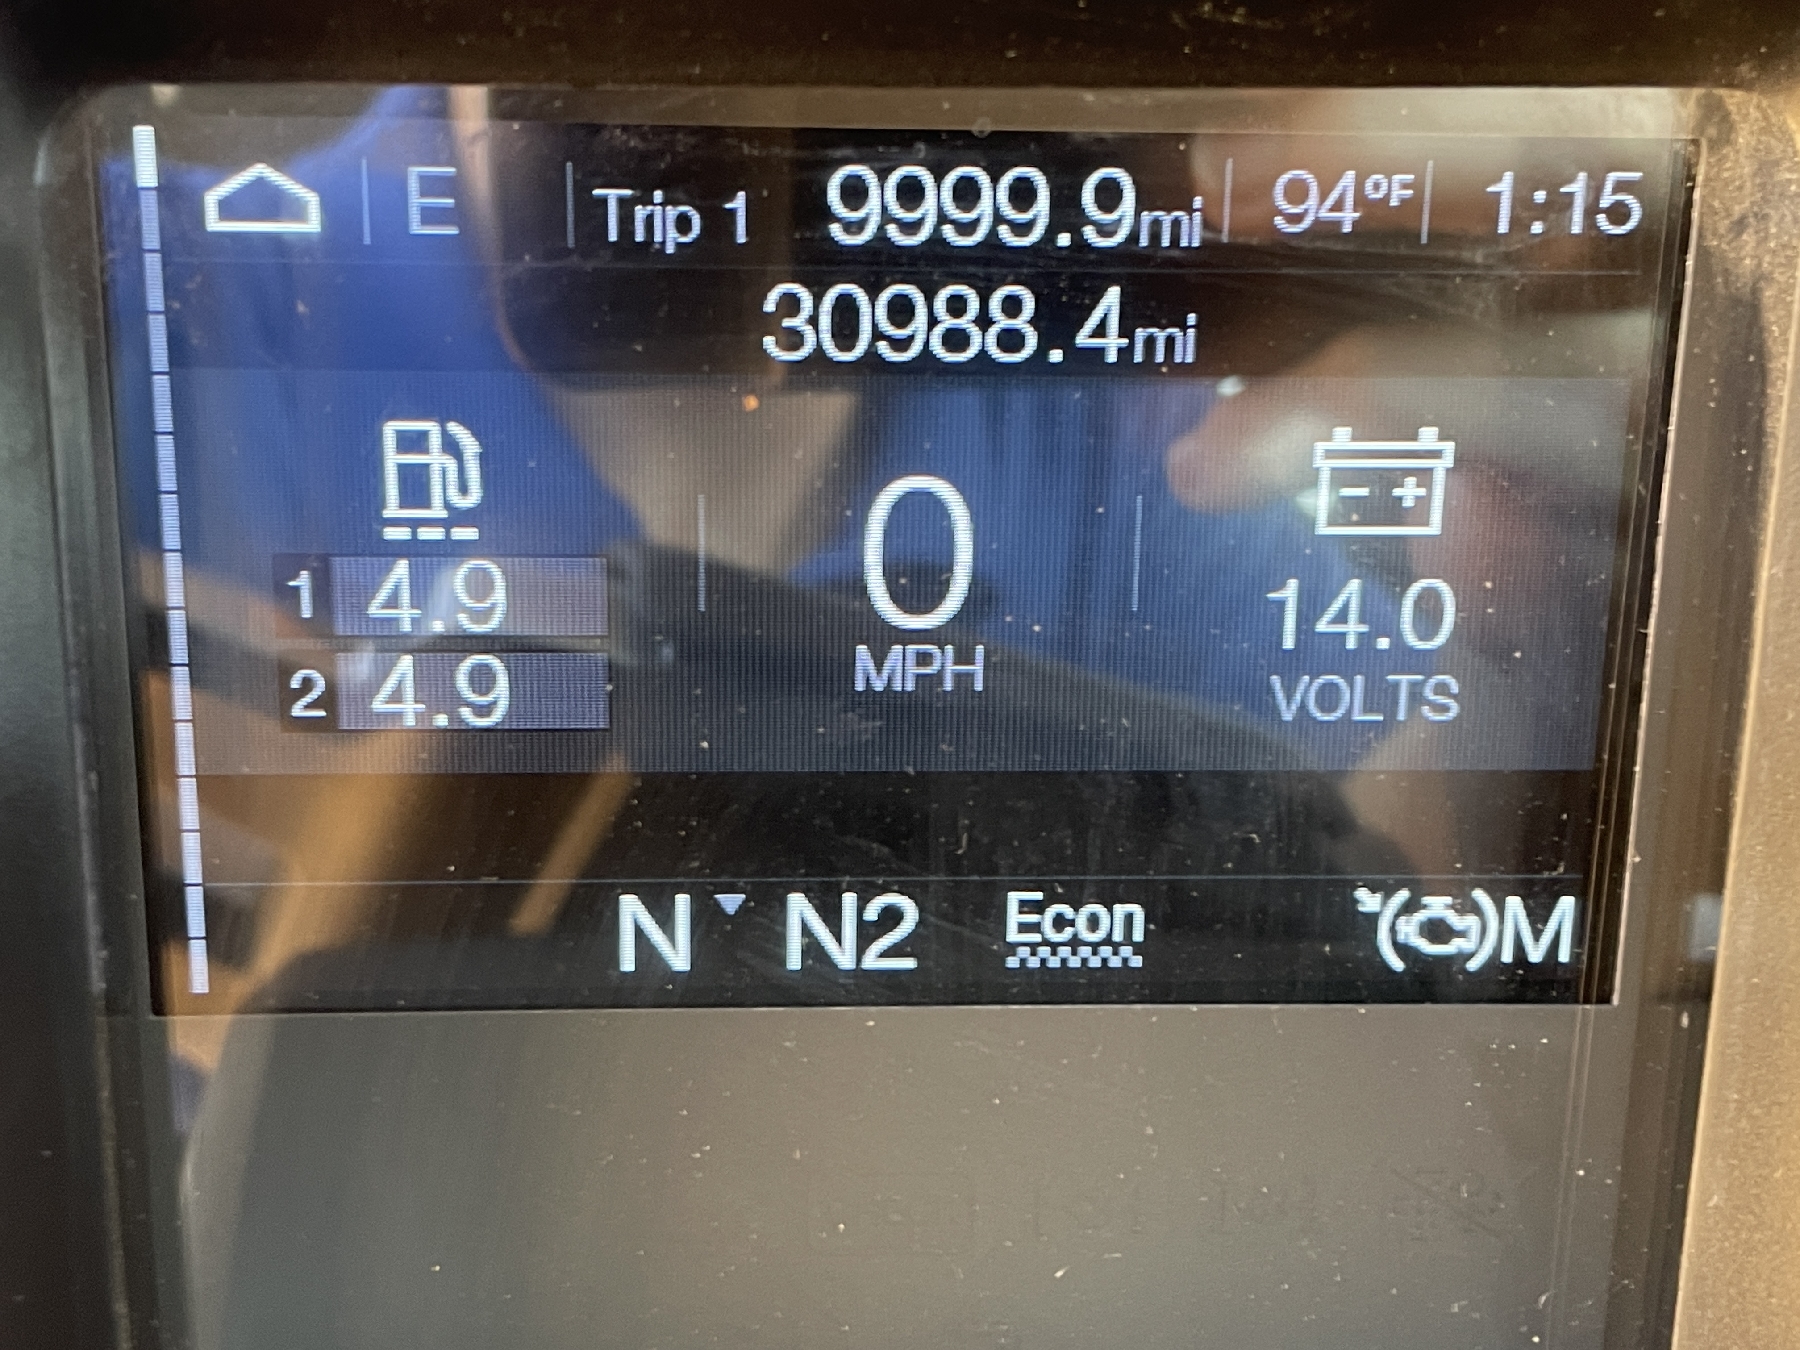 E Trip 1 9999.9mi 94°F 1:15
30988.4mi
1 4.9
2 4.9
0
MPH
- +
14.0
VOLTS
N N2 Econ M